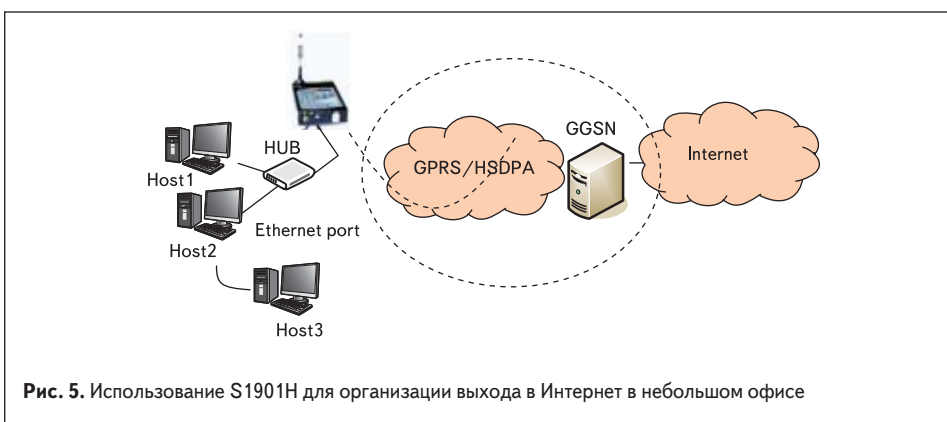 HUB
Host1
Host2
Ethernet port
Host3
GPRS/HSDPA
GGSN
Internet
Рис. 5. Использование S1901H для организации выхода в Интернет в небольшом офисе